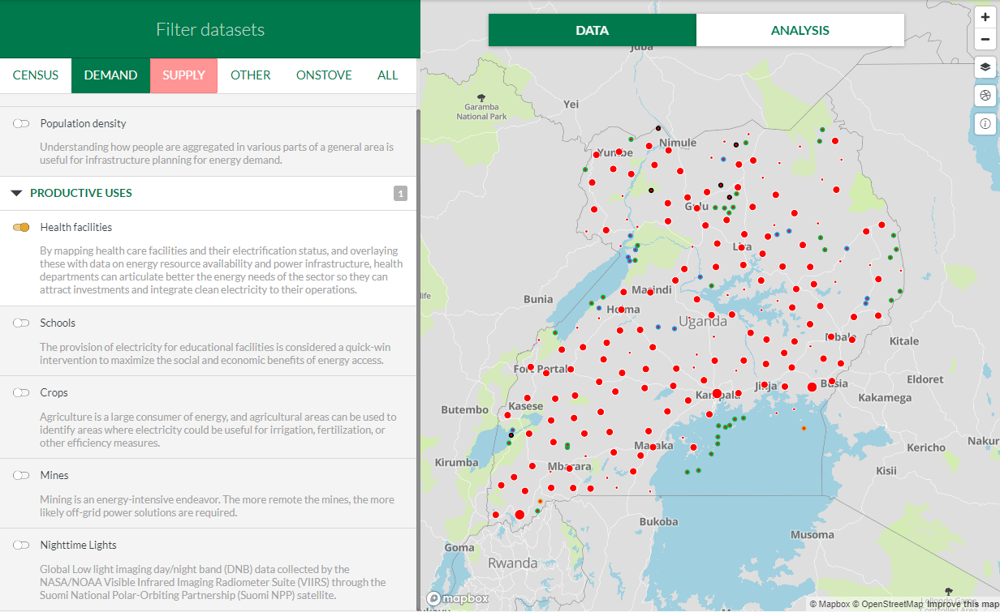 Filter datasets
CENSUS
DEMAND
SUPPLY
OTHER
ONSTOVE
ALL
Population density
Understanding how people are aggregated in various parts of a general area is
useful for infrastructure planning for energy demand.
PRODUCTIVE USES
1
Health facilities
By mapping health care facilities and their electrification status, and overlaying
these with data on energy resource availability and power infrastructure, health
departments can articulate better the energy needs of the sector so they can
attract investments and integrate clean electricity to their operations.
Schools
The provision of electricity for educational facilities is considered a quick-win
intervention to maximize the social and economic benefits of energy access.
Crops
Agriculture is a large consumer of energy, and agricultural areas can be used to
identify areas where electricity could be useful for irrigation, fertilization, or
other efficiency measures.
Mines
Mining is an energy-intensive endeavor. The more remote the mines, the more
likely off-grid power solutions are required.
Nighttime Lights
Global Low light imaging day/night band (DNB) data collected by the
NASA/NOAA Visible Infrared Imaging Radiometer Suite (VIIRS) through the
Suomi National Polar-Orbiting Partnership (Suomi NPP) satellite.
DATA
ANALYSIS
+
−
Juba
Garamba
National Park
Yei
Nimule
Yumbe
Gulu
Lira
Masindi
Bunia
Hoima
Uganda
Mbale
Kitale
Fort Portal
Eldoret
Busia
Jinja
Kampala
Kakamega
Butembo
Kasese
Nakur
Kericho
Masaka
Kirumba
Mbarara
Kisii
Bukoba
Musoma
Goma
Rwanda
mapbox
© Mapbox © OpenStreetMap Improve this map